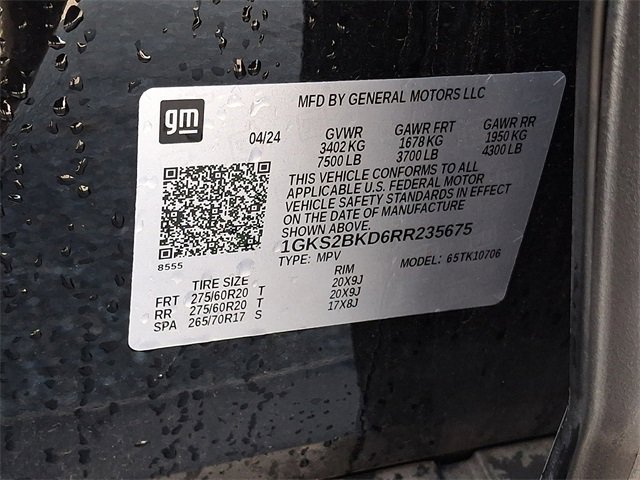 gm
MFD BY GENERAL MOTORS LLC
04/24 GVWR GAWR FRT GAWR RR
3402 KG 1678 KG 1950 KG
7500 LB 3700 LB 4300 LB
THIS VEHICLE CONFORMS TO ALL
APPLICABLE U.S. FEDERAL MOTOR
VEHICLE SAFETY STANDARDS IN EFFECT
ON THE DATE OF MANUFACTURE
SHOWN ABOVE.
1GKS2BKD6RR235675
8555
TYPE: MPV MODEL: 65TK10706
TIRE SIZE RIM
FRT 275/60R20 T 20X9J
RR 275/60R20 T 20X9J
SPA 265/70R17 S 17X8J